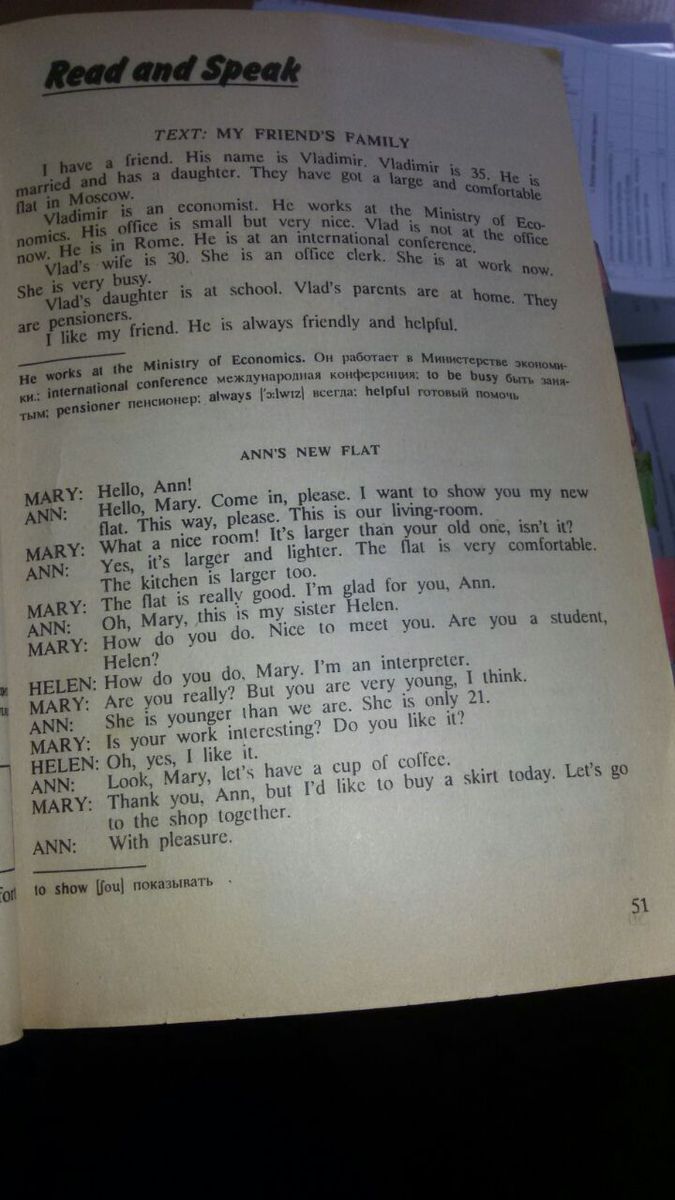 Read and Speak
TEXT: MY FRIEND'S FAMILY
I have a friend. His name is Vladimir. Vladimir is 35. He is
married and has a daughter. They have got a large and comfortable
flat in Moscow.
Vladimir is an economist. He works at the Ministry of Eco-
nomics. His office is small but very nice. Vlad is not at the office
now. He is in Rome. He is at an international conference.
Vlad's wife is 30. She is an office clerk. She is at work now.
She is very busy.
Vlad's daughter is at school. Vlad's parents are at home. They
are pensioners.
I like my friend. He is always friendly and helpful.
He works at the Ministry of Economics. Он работает в Министерстве экономи-
ки.; international conference международная конференция; to be busy быть заня-
тым; pensioner пенсионер; always ['ɔ:lwɪz] всегда; helpful готовый помочь
ANN'S NEW FLAT
MARY: Hello, Ann!
ANN: Hello, Mary. Come in, please. I want to show you my new
flat. This way, please. This is our living-room.
MARY: What a nice room! It's larger than your old one, isn't it?
ANN: Yes, it's larger and lighter. The flat is very comfortable.
The kitchen is larger too.
MARY: The flat is really good. I'm glad for you, Ann.
ANN: Oh, Mary, this is my sister Helen.
MARY: How do you do. Nice to meet you. Are you a student,
Helen?
HELEN: How do you do, Mary. I'm an interpreter.
MARY: Are you really? But you are very young, I think.
ANN: She is younger than we are. She is only 21.
MARY: Is your work interesting? Do you like it?
HELEN: Oh, yes, I like it.
ANN: Look, Mary, let's have a cup of coffee.
MARY: Thank you, Ann, but I'd like to buy a skirt today. Let's go
to the shop together.
ANN: With pleasure.
to show [ʃou] показывать
51